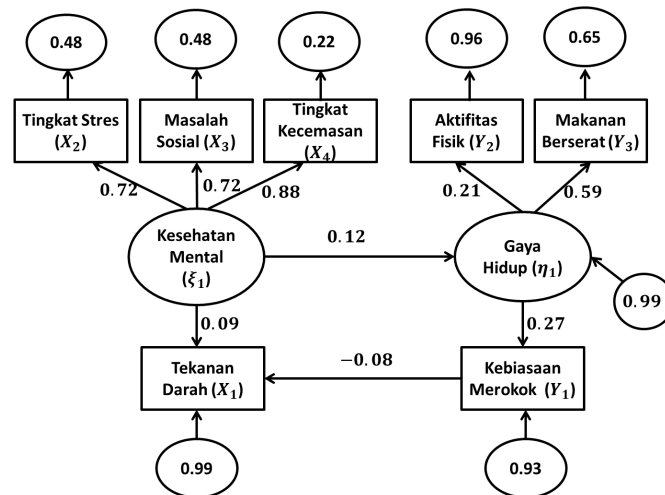 0.48
0.48
0.22
0.96
0.65
Tingkat Stres
(X₂)
Masalah
Sosial (X₃)
Tingkat
Kecemasan
(X₄)
Aktifitas
Fisik (Y₂)
Makanan
Berserat (Y₃)
0.72
0.72
0.88
0.21
0.59
Kesehatan
Mental
(ξ₁)
0.12
Gaya
Hidup (η₁)
0.99
0.09
0.27
Tekanan
Darah (X₁)
−0.08
Kebiasaan
Merokok (Y₁)
0.99
0.93